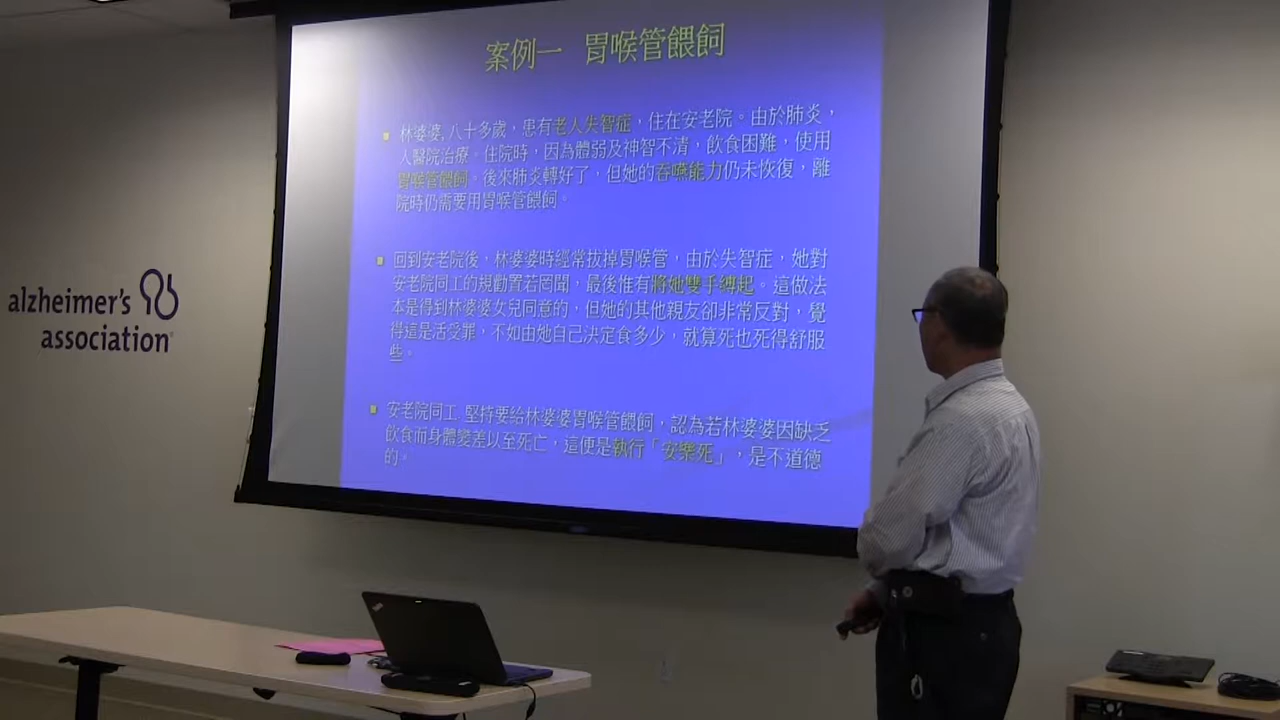 案例一 胃喉管餵飼
林婆婆, 八十多歲，患有老人失智症，住在安老院。由於肺炎，
入醫院治療。住院時，因為體弱及神智不清，飲食困難，使用
胃喉管餵飼。後來肺炎轉好了，但她的吞嚥能力仍未恢復，離
院時仍需要用胃喉管餵飼。
回到安老院後，林婆婆時經常拔掉胃喉管，由於失智症，她對
安老院同工的規勸置若罔聞，最後惟有將她雙手縛起。這做法
本是得到林婆婆女兒同意的，但她的其他親友卻非常反對，覺
得這是活受罪，不如由她自己決定食多少，就算死也死得舒服
些。
安老院同工 堅持要給林婆婆胃喉管餵飼，認為若林婆婆因缺乏
飲食而身體變差以至死亡，這便是執行「安樂死」，是不道德
的。
alzheimer's
association